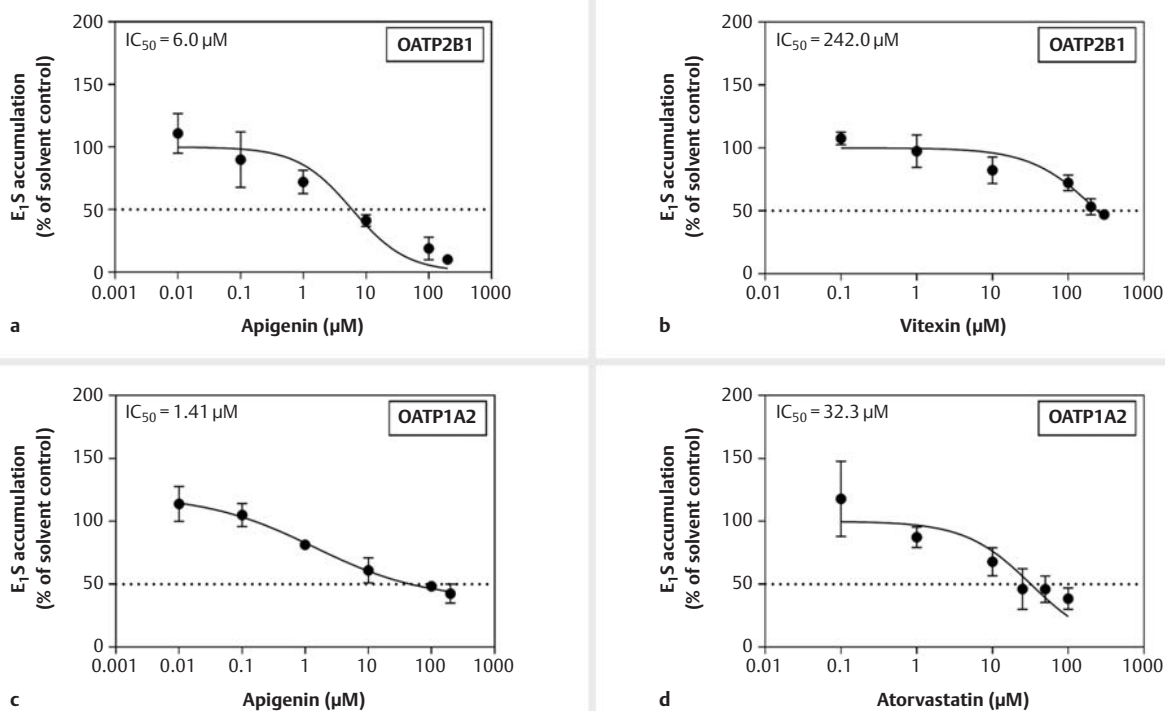 200
150
100
50
0
IC50 = 6.0 µM
OATP2B1
E1S accumulation
(% of solvent control)
0.001 0.01 0.1 1 10 100 1000
a
Apigenin (µM)
200
150
100
50
0
IC50 = 242.0 µM
OATP2B1
E1S accumulation
(% of solvent control)
0.01 0.1 1 10 100 1000
b
Vitexin (µM)
200
150
100
50
0
IC50 = 1.41 µM
OATP1A2
E1S accumulation
(% of solvent control)
0.001 0.01 0.1 1 10 100 1000
c
Apigenin (µM)
200
150
100
50
0
IC50 = 32.3 µM
OATP1A2
E1S accumulation
(% of solvent control)
0.01 0.1 1 10 100 1000
d
Atorvastatin (µM)